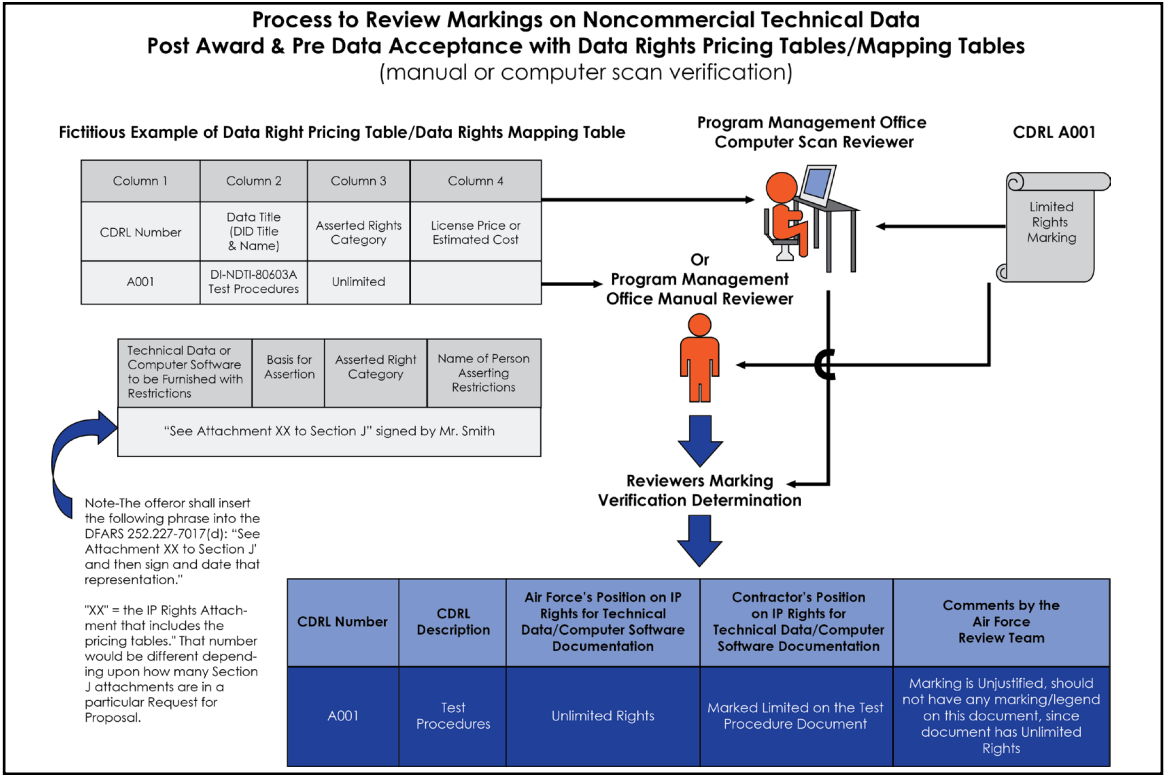 Process to Review Markings on Noncommercial Technical Data
Post Award & Pre Data Acceptance with Data Rights Pricing Tables/Mapping Tables
(manual or computer scan verification)
Fictitious Example of Data Right Pricing Table/Data Rights Mapping Table
Column 1
Column 2
Column 3
Column 4
CDRL Number
Data Title
(DID Title
& Name)
Asserted Rights
Category
License Price or
Estimated Cost
A001
DI-NDTI-80603A
Test Procedures
Unlimited
Program Management Office
Computer Scan Reviewer
CDRL A001
Limited
Rights
Marking
Or
Program Management
Office Manual Reviewer
Technical Data or
Computer Software
to be Furnished with
Restrictions
Basis for
Assertion
Asserted Right
Category
Name of Person
Asserting
Restrictions
“See Attachment XX to Section J” signed by Mr. Smith
Reviewers Marking
Verification Determination
Note-The offeror shall insert
the following phrase into the
DFARS 252.227-7017(d): “See
Attachment XX to Section J'
and then sign and date that
representation."
"XX" = the IP Rights Attach-
ment that includes the
pricing tables." That number
would be different depend-
ing upon how many Section
J attachments are in a
particular Request for
Proposal.
CDRL Number
CDRL
Description
Air Force’s Position on IP
Rights for Technical
Data/Computer Software
Documentation
Contractor’s Position
on IP Rights for
Technical Data/Computer
Software Documentation
Comments by the
Air Force
Review Team
A001
Test
Procedures
Unlimited Rights
Marked Limited on the Test
Procedure Document
Marking is Unjustified, should
not have any marking/legend
on this document, since
document has Unlimited
Rights